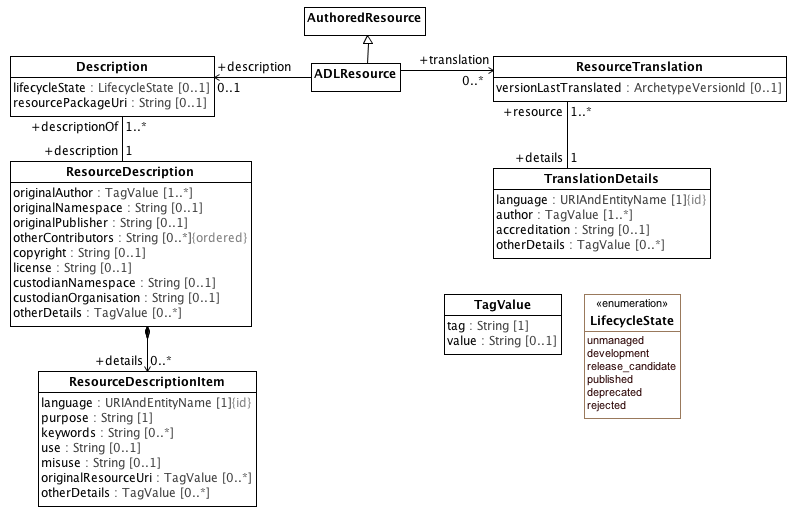 AuthoredResource
ADLResource
+description
0..1
+translation
0..*
Description
lifecycleState : LifecycleState [0..1]
resourcePackageUri : String [0..1]
ResourceTranslation
versionLastTranslated : ArchetypeVersionId [0..1]
+descriptionOf
1..*
+description
1
+resource
1..*
+details
1
ResourceDescription
originalAuthor : TagValue [1..*]
originalNamespace : String [0..1]
originalPublisher : String [0..1]
otherContributors : String [0..*]{ordered}
copyright : String [0..1]
license : String [0..1]
custodianNamespace : String [0..1]
custodianOrganisation : String [0..1]
otherDetails : TagValue [0..*]
TranslationDetails
language : URIAndEntityName [1]{id}
author : TagValue [1..*]
accreditation : String [0..1]
otherDetails : TagValue [0..*]
TagValue
tag : String [1]
value : String [0..1]
«enumeration»
LifecycleState
unmanaged
development
release_candidate
published
deprecated
rejected
+details
0..*
ResourceDescriptionItem
language : URIAndEntityName [1]{id}
purpose : String [1]
keywords : String [0..*]
use : String [0..1]
misuse : String [0..1]
originalResourceUri : TagValue [0..*]
otherDetails : TagValue [0..*]